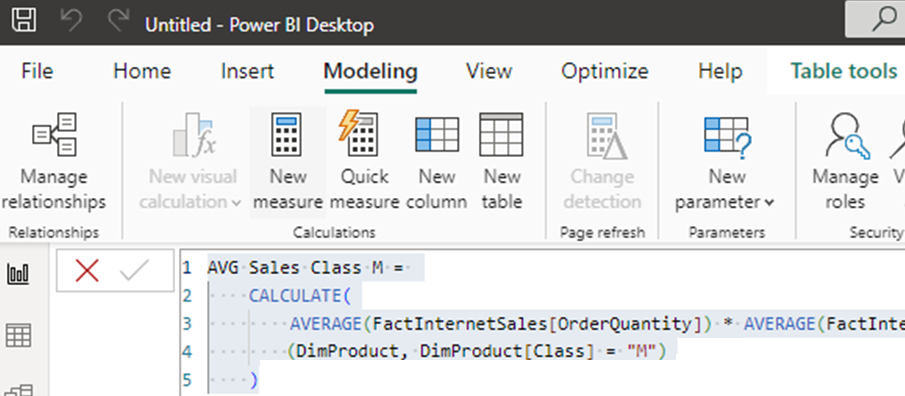 Untitled - Power BI Desktop
File Home Insert Modeling View Optimize Help Table tools
Manage relationships
New visual calculation
New measure
Quick measure
New column
New table
Change detection
New parameter
Manage roles
V
Relationships
Calculations
Page refresh
Parameters
Security
1 AVG Sales Class M =
2 CALCULATE(
3 AVERAGE(FactInternetSales[OrderQuantity]) * AVERAGE(FactInte
4 (DimProduct, DimProduct[Class] = "M")
5 )